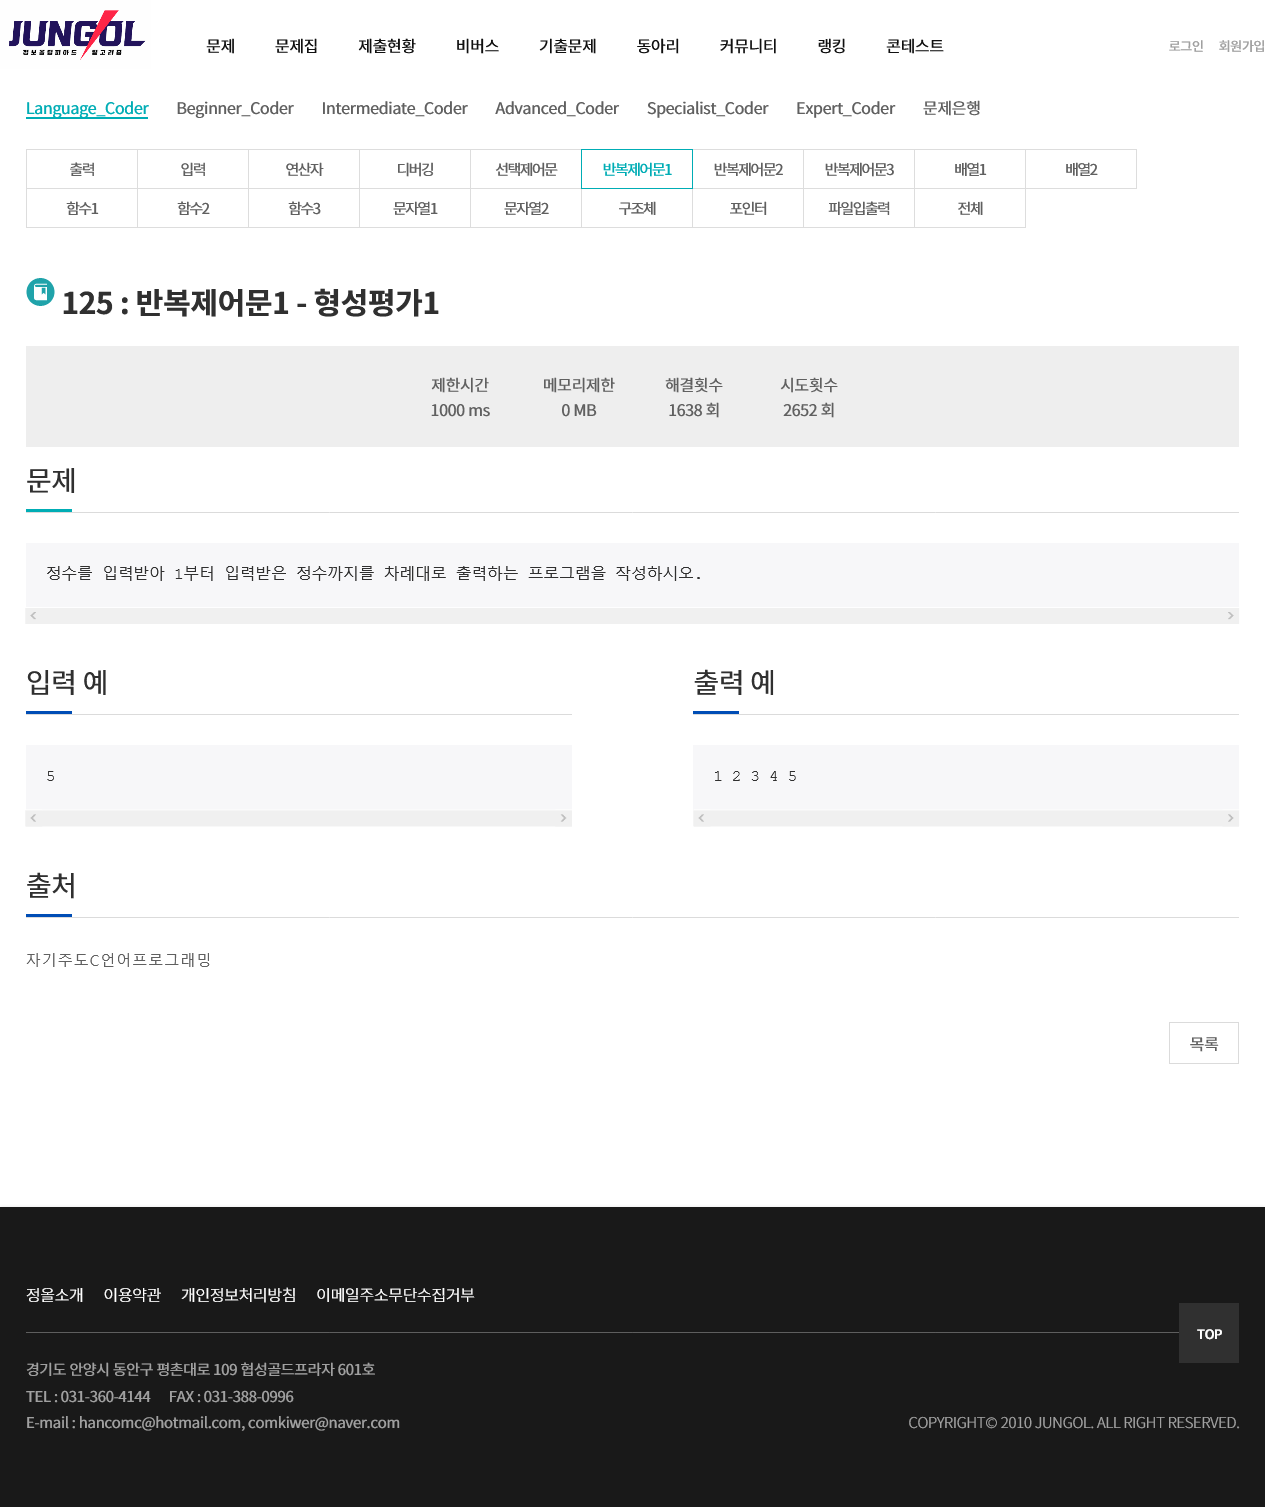 JUNGOL
정보올림피아드 알고리즘
문제 문제집 제출현황 비버스 기출문제 동아리 커뮤니티 랭킹 콘테스트 로그인 회원가입
Language_Coder Beginner_Coder Intermediate_Coder Advanced_Coder Specialist_Coder Expert_Coder 문제은행
출력 입력 연산자 디버깅 선택제어문 반복제어문1 반복제어문2 반복제어문3 배열1 배열2
함수1 함수2 함수3 문자열1 문자열2 구조체 포인터 파일입출력 전체
125 : 반복제어문1 - 형성평가1
제한시간 메모리제한 해결횟수 시도횟수
1000 ms 0 MB 1638 회 2652 회
문제
정수를 입력받아 1부터 입력받은 정수까지를 차례대로 출력하는 프로그램을 작성하시오.
입력 예 출력 예
5 1 2 3 4 5
출처
자기주도C언어프로그래밍
목록
정올소개 이용약관 개인정보처리방침 이메일주소무단수집거부
TOP
경기도 안양시 동안구 평촌대로 109 협성골드프라자 601호
TEL : 031-360-4144 FAX : 031-388-0996
E-mail : hancomc@hotmail.com, comkiwer@naver.com COPYRIGHT© 2010 JUNGOL. ALL RIGHT RESERVED.